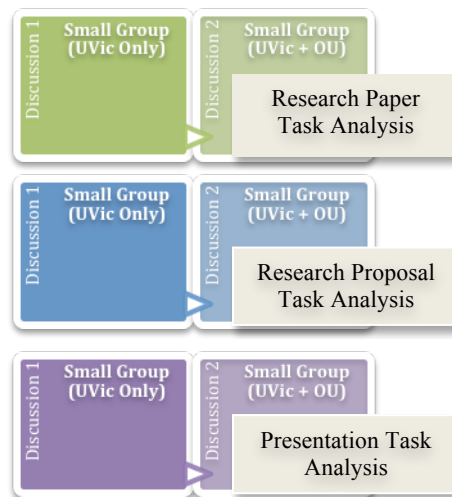 Discussion 1
Small Group
(UVic Only)
Discussion 2
Small Group
(UVic + OU)
Research Paper
Task Analysis
Discussion 1
Small Group
(UVic Only)
Discussion 2
Small Group
(UVic + OU)
Research Proposal
Task Analysis
Discussion 1
Small Group
(UVic Only)
Discussion 2
Small Group
(UVic + OU)
Presentation Task
Analysis